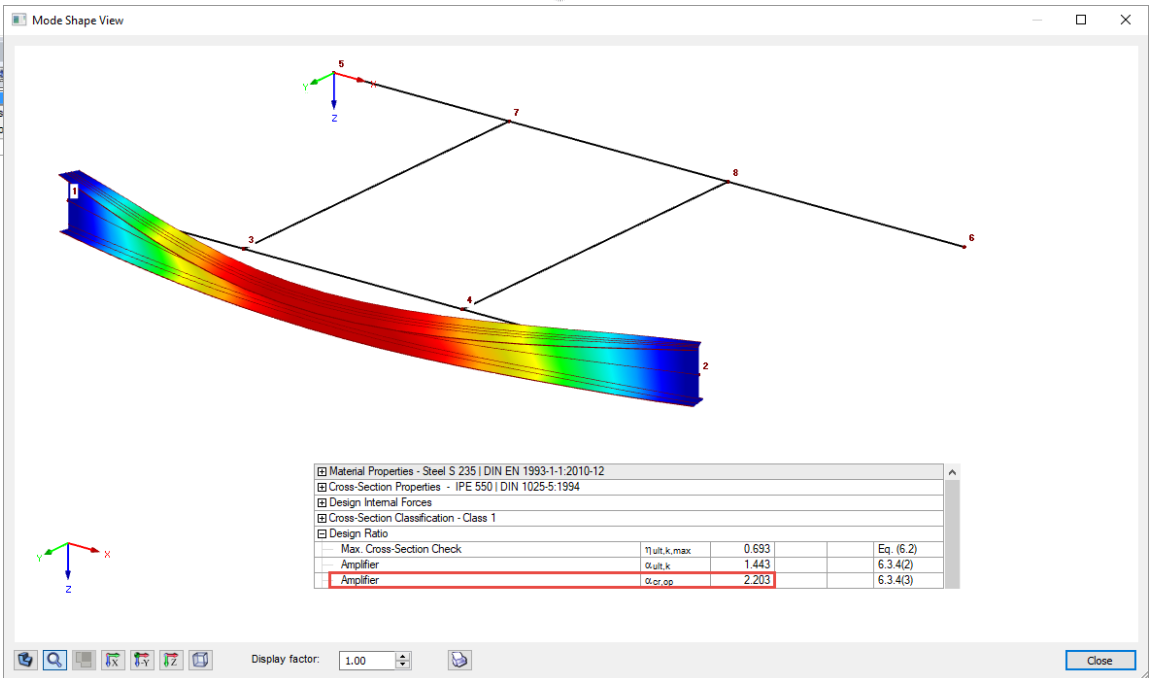 Mode Shape View
5
Y
X
Z
7
8
6
1
3
4
2
Material Properties - Steel S 235 | DIN EN 1993-1-1:2010-12
Cross-Section Properties - IPE 550 | DIN 1025-5:1994
Design Internal Forces
Cross-Section Classification - Class 1
Design Ratio
Max. Cross-Section Check ηult,k,max 0.693 Eq. (6.2)
Amplifier αult,k 1.443 6.3.4(2)
Amplifier αcr,op 2.203 6.3.4(3)
Y
X
Z
X
-Y
Z
Display factor: 1.00
Close